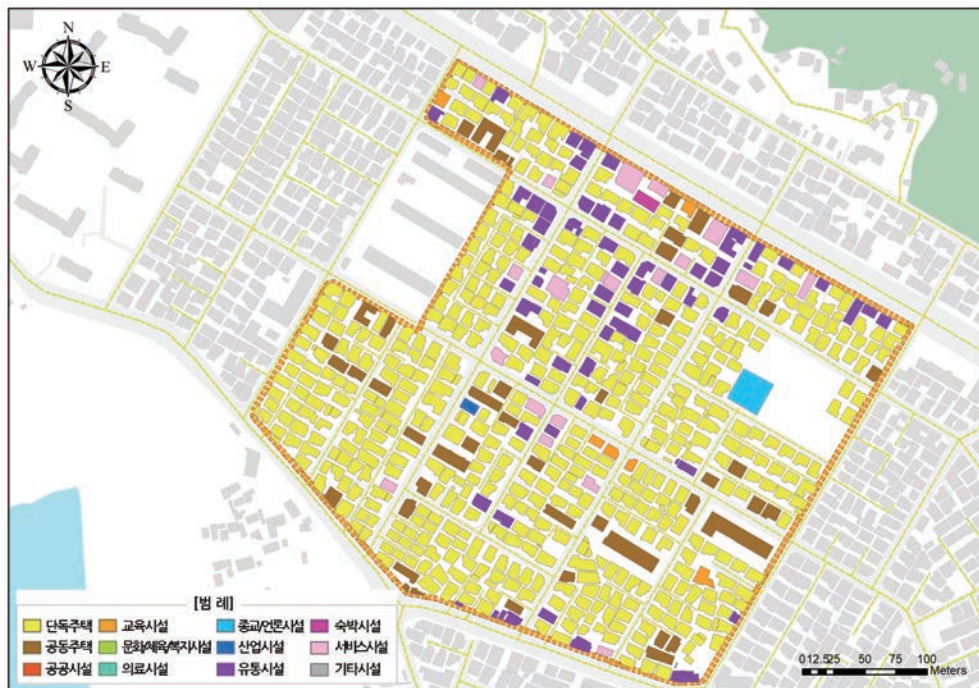 N
W E
S
[범 례]
단독주택 교육시설 종교/언론시설 숙박시설
공동주택 문화/체육/복지시설 산업시설 서비스시설
공공시설 의료시설 유통시설 기타시설
012.525 50 75 100
Meters